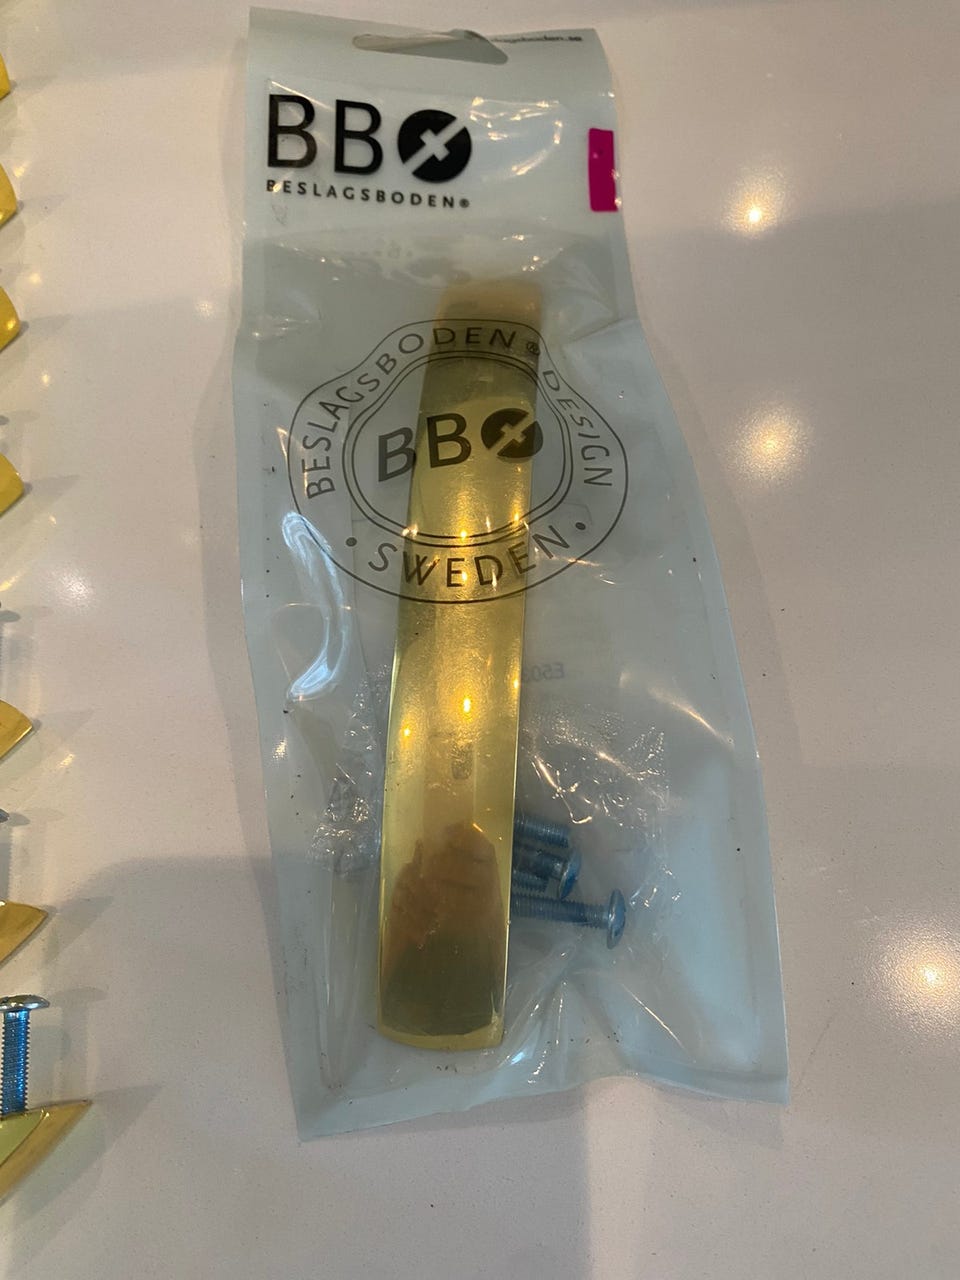 BB
BESLAGSBODEN®
BESLAGSBODEN® DESIGN
BB
• SWEDEN •